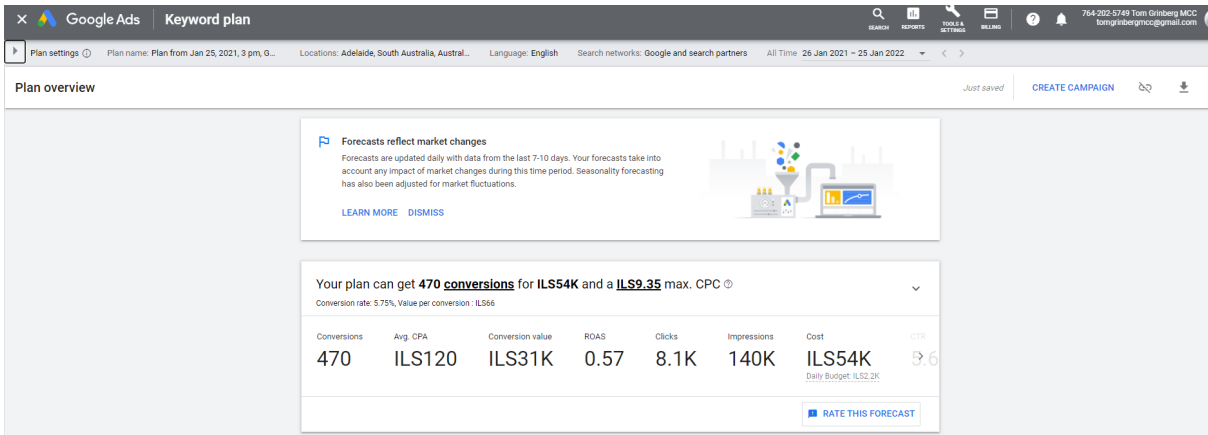 Google Ads
Keyword plan
SEARCH
REPORTS
TOOLS &
SETTINGS
BILLING
764-202-5749 Tom Grinberg MCC
tomgrinbergmcc@gmail.com
Plan settings
Plan name: Plan from Jan 25, 2021, 3 pm, G...
Locations: Adelaide, South Australia, Austral...
Language: English
Search networks: Google and search partners
All Time 26 Jan 2021 – 25 Jan 2022
Plan overview
Just saved
CREATE CAMPAIGN
Forecasts reflect market changes
Forecasts are updated daily with data from the last 7-10 days. Your forecasts take into
account any impact of market changes during this time period. Seasonality forecasting
has also been adjusted for market fluctuations.
LEARN MORE DISMISS
Your plan can get 470 conversions for ILS54K and a ILS9.35 max. CPC
Conversion rate: 5.75%, Value per conversion : ILS66
Conversions Avg. CPA Conversion value ROAS Clicks Impressions Cost CTR
470 ILS120 ILS31K 0.57 8.1K 140K ILS54K
Daily Budget: ILS2.2K
RATE THIS FORECAST